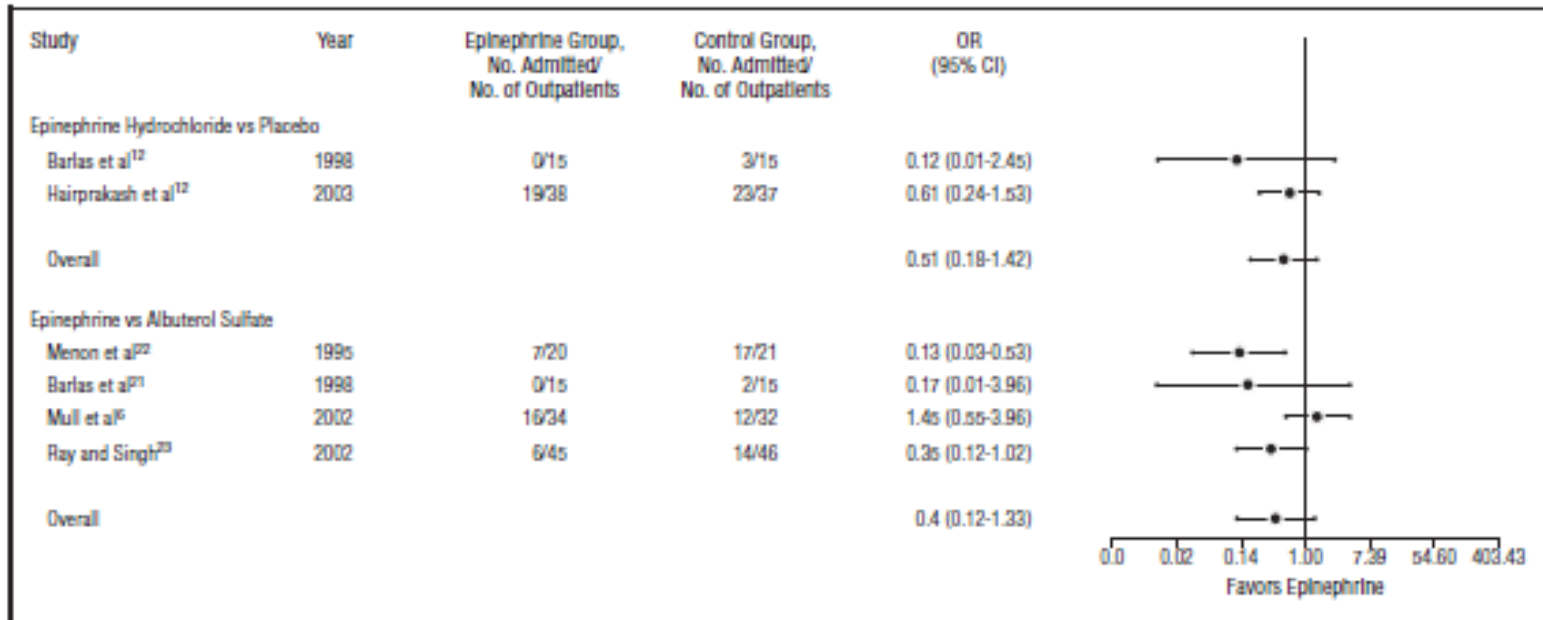 Study Year Epinephrine Group, No. Admitted/ No. of Outpatients Control Group, No. Admitted/ No. of Outpatients OR (95% CI)
Epinephrine Hydrochloride vs Placebo
Barlas et al12 1998 0/15 3/15 0.12 (0.01-2.45)
Hairprakash et al12 2003 19/38 23/37 0.61 (0.24-1.53)
Overall 0.51 (0.18-1.42)
Epinephrine vs Albuterol Sulfate
Menon et al22 1995 7/20 17/21 0.13 (0.03-0.53)
Barlas et al21 1998 0/15 2/15 0.17 (0.01-3.96)
Mull et al6 2002 16/34 12/32 1.45 (0.55-3.96)
Ray and Singh23 2002 6/45 14/46 0.35 (0.12-1.02)
Overall 0.4 (0.12-1.33)
0.0 0.02 0.14 1.00 7.39 54.60 403.43
Favors Epinephrine